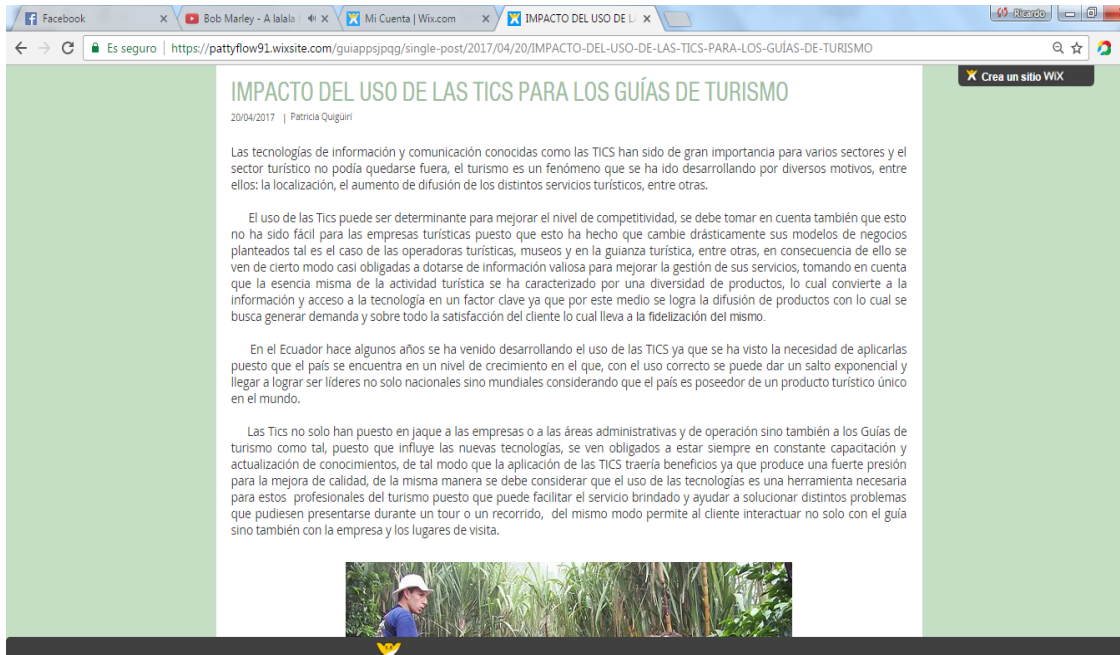 Facebook
Bob Marley - A lalala
Mi Cuenta | Wix.com
IMPACTO DEL USO DE L
Ricardo
Es seguro | https://pattyflow91.wixsite.com/guiappsjpqg/single-post/2017/04/20/IMPACTO-DEL-USO-DE-LAS-TICS-PARA-LOS-GUÍAS-DE-TURISMO
Crea un sitio WiX
IMPACTO DEL USO DE LAS TICS PARA LOS GUÍAS DE TURISMO
20/04/2017 | Patricia Quigüirí
Las tecnologías de información y comunicación conocidas como las TICS han sido de gran importancia para varios sectores y el
sector turístico no podía quedarse fuera, el turismo es un fenómeno que se ha ido desarrollando por diversos motivos, entre
ellos: la localización, el aumento de difusión de los distintos servicios turísticos, entre otras.
El uso de las Tics puede ser determinante para mejorar el nivel de competitividad, se debe tomar en cuenta también que esto
no ha sido fácil para las empresas turísticas puesto que esto ha hecho que cambie drásticamente sus modelos de negocios
planteados tal es el caso de las operadoras turísticas, museos y en la guianza turística, entre otras, en consecuencia de ello se
ven de cierto modo casi obligadas a dotarse de información valiosa para mejorar la gestión de sus servicios, tomando en cuenta
que la esencia misma de la actividad turística se ha caracterizado por una diversidad de productos, lo cual convierte a la
información y acceso a la tecnología en un factor clave ya que por este medio se logra la difusión de productos con lo cual se
busca generar demanda y sobre todo la satisfacción del cliente lo cual lleva a la fidelización del mismo.
En el Ecuador hace algunos años se ha venido desarrollando el uso de las TICS ya que se ha visto la necesidad de aplicarlas
puesto que el país se encuentra en un nivel de crecimiento en el que, con el uso correcto se puede dar un salto exponencial y
llegar a lograr ser líderes no solo nacionales sino mundiales considerando que el país es poseedor de un producto turístico único
en el mundo.
Las Tics no solo han puesto en jaque a las empresas o a las áreas administrativas y de operación sino también a los Guías de
turismo como tal, puesto que influye las nuevas tecnologías, se ven obligados a estar siempre en constante capacitación y
actualización de conocimientos, de tal modo que la aplicación de las TICS traería beneficios ya que produce una fuerte presión
para la mejora de calidad, de la misma manera se debe considerar que el uso de las tecnologías es una herramienta necesaria
para estos profesionales del turismo puesto que puede facilitar el servicio brindado y ayudar a solucionar distintos problemas
que pudiesen presentarse durante un tour o un recorrido, del mismo modo permite al cliente interactuar no solo con el guía
sino también con la empresa y los lugares de visita.